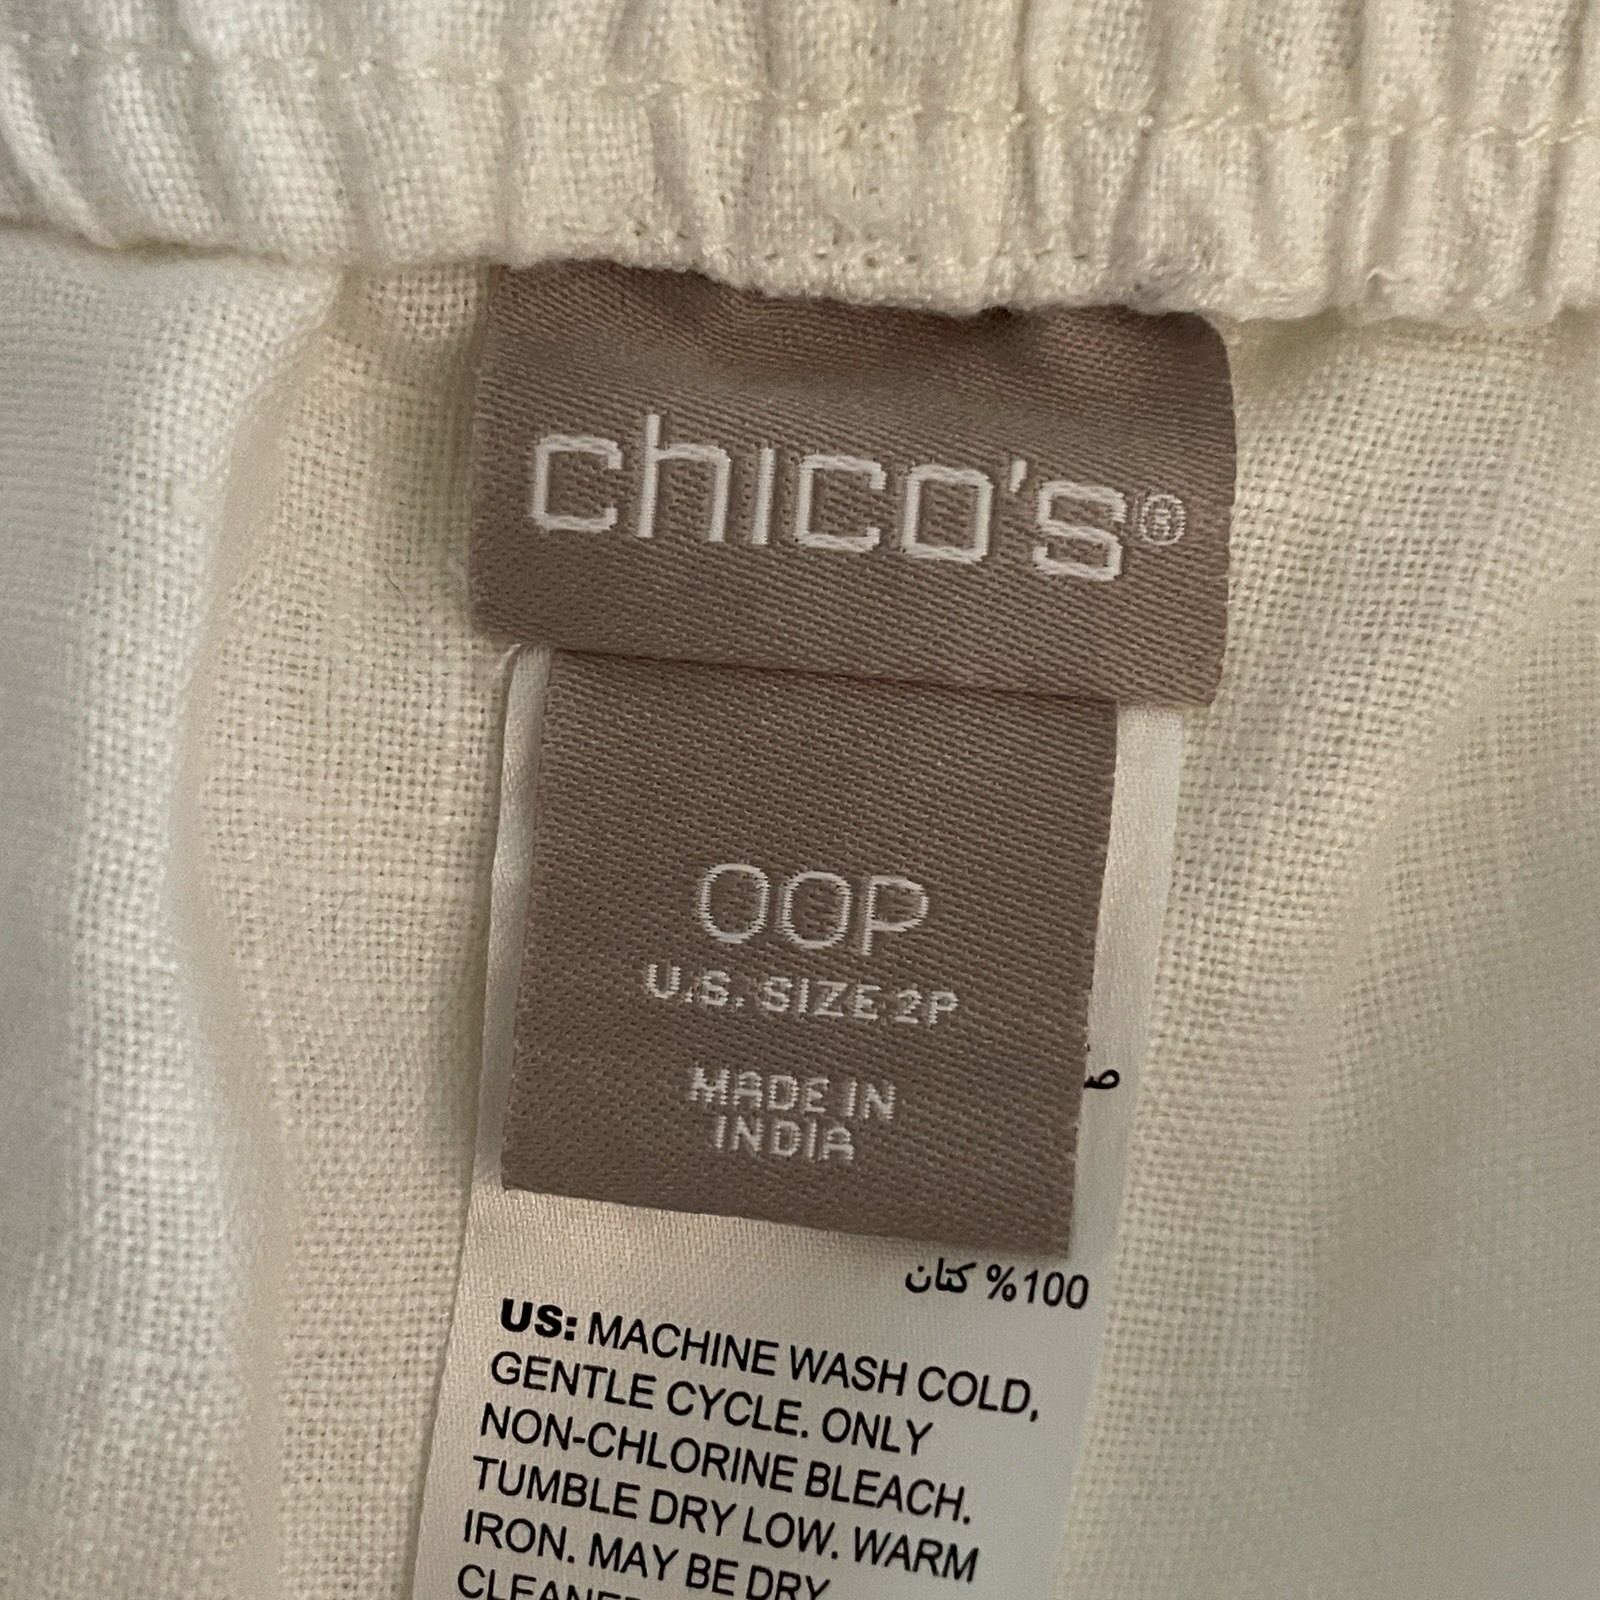 chico's®
00P
U.S. SIZE 2P
MADE IN
INDIA
100% كتان
US: MACHINE WASH COLD,
GENTLE CYCLE. ONLY
NON-CHLORINE BLEACH.
TUMBLE DRY LOW. WARM
IRON. MAY BE DRY